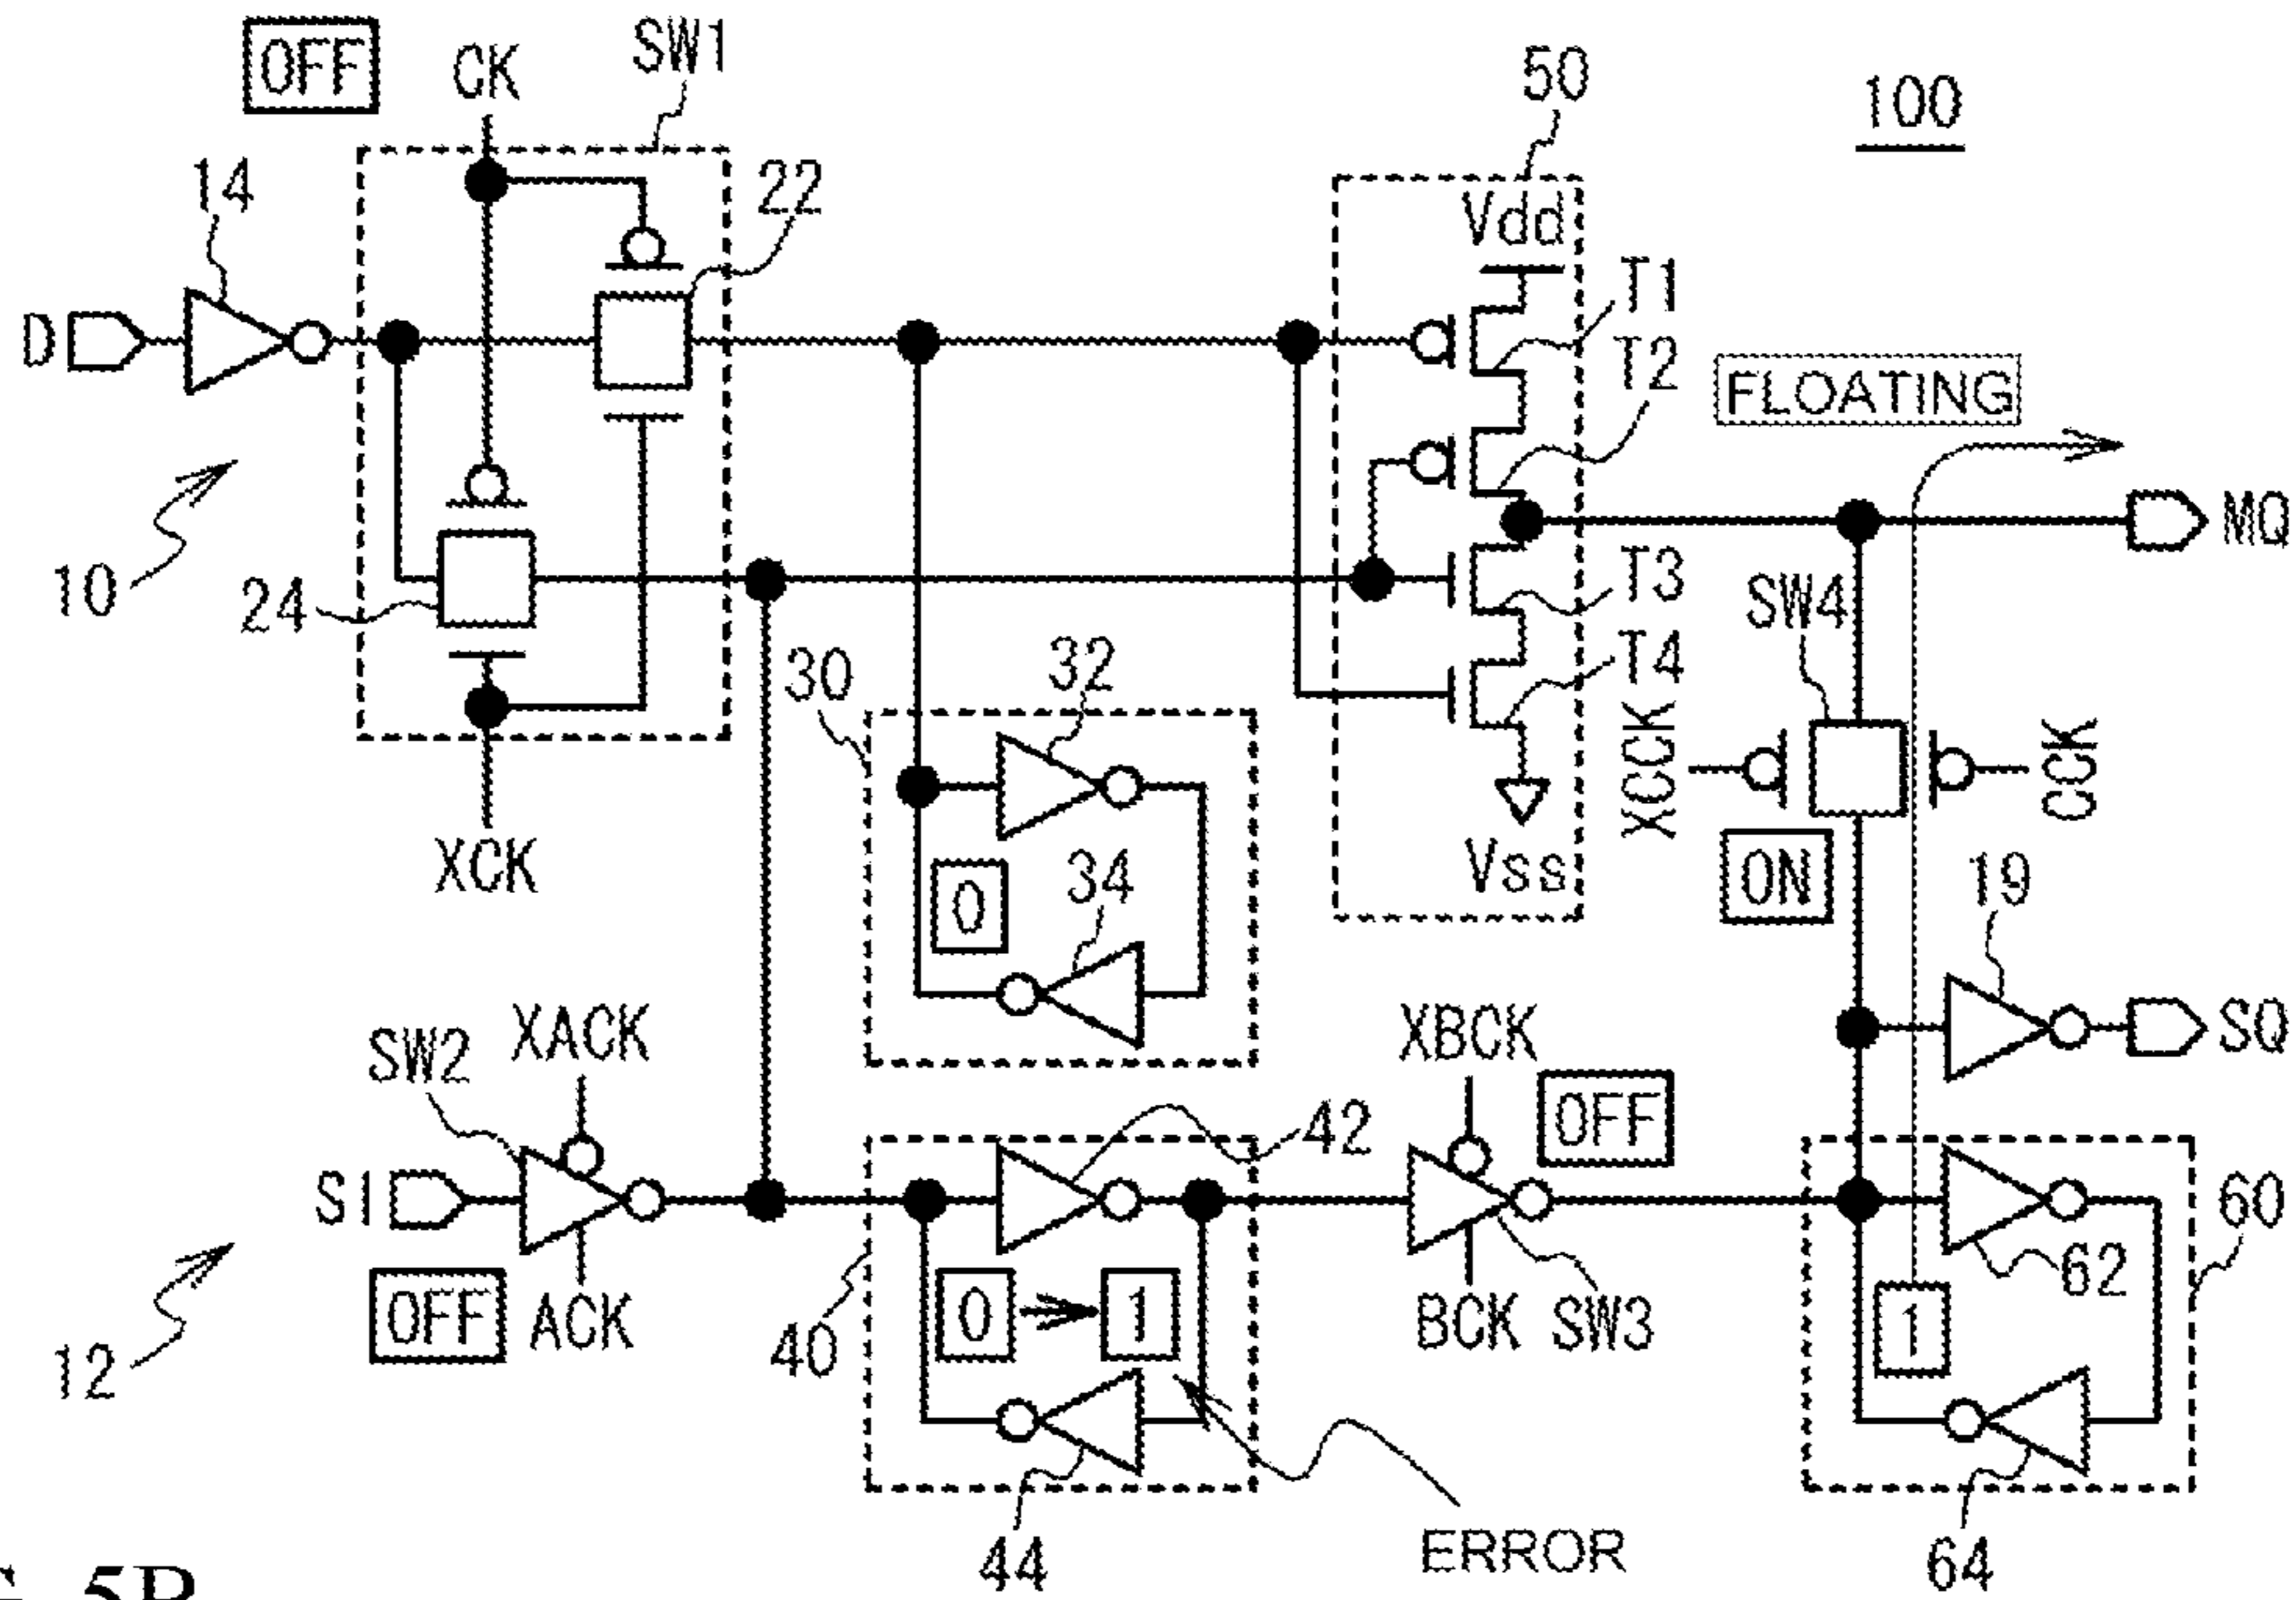 OFF
CK
SW1
50
100
14
22
Vdd
T1
D
T2
FLOATING
10
24
MQ
T3
SW4
30
32
T4
XCCK
CCK
XCK
34
0
Vss
ON
19
SW2
XACK
XBCK
OFF
SQ
SI
42
60
OFF
ACK
40
0
1
BCK
SW3
1
62
12
44
ERROR
64
5B